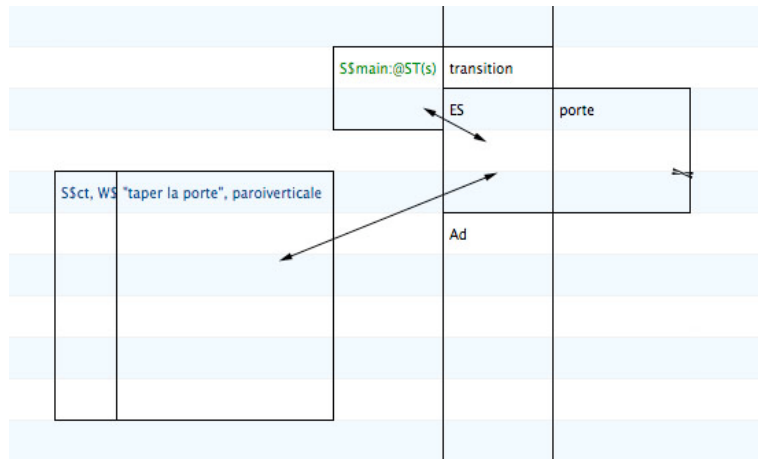 S$main:@ST(s) transition
ES porte
S$ct, W$ "taper la porte", paroiverticale
Ad